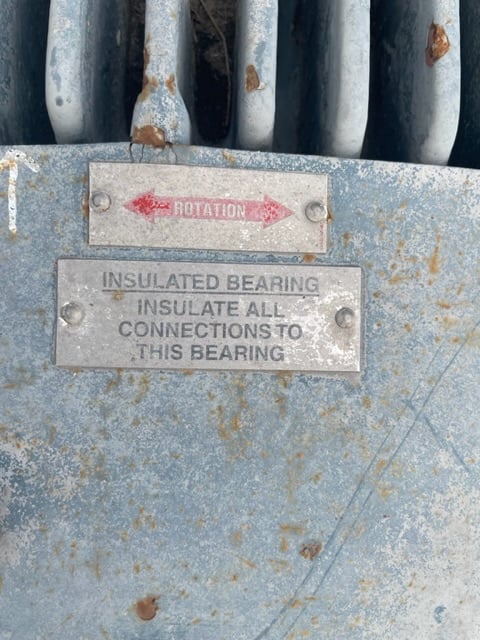 ROTATION
INSULATED BEARING
INSULATE ALL
CONNECTIONS TO
THIS BEARING